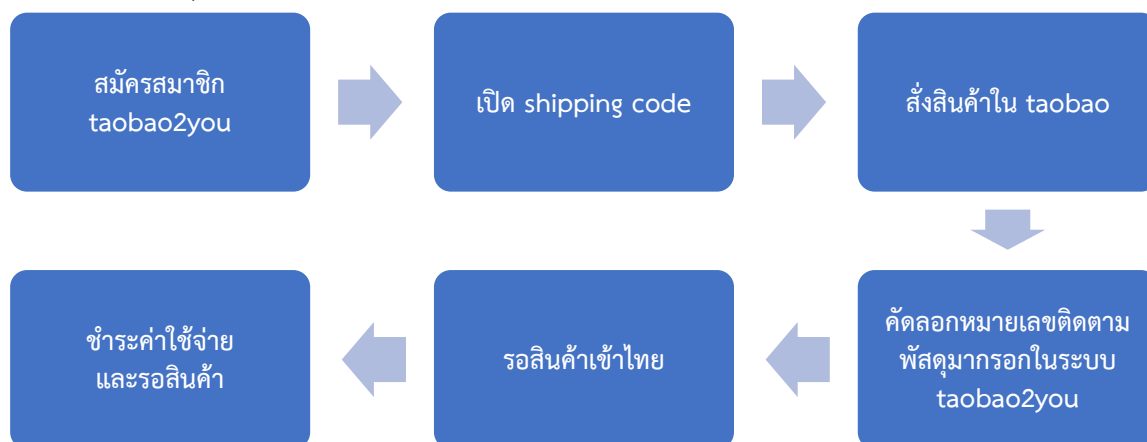 สมัครสมาชิก
taobao2you
เปิด shipping code
สั่งสินค้าใน taobao
คัดลอกหมายเลขติดตาม
พัสดุมากรอกในระบบ
taobao2you
รอสินค้าเข้าไทย
ชำระค่าใช้จ่าย
และรอสินค้า